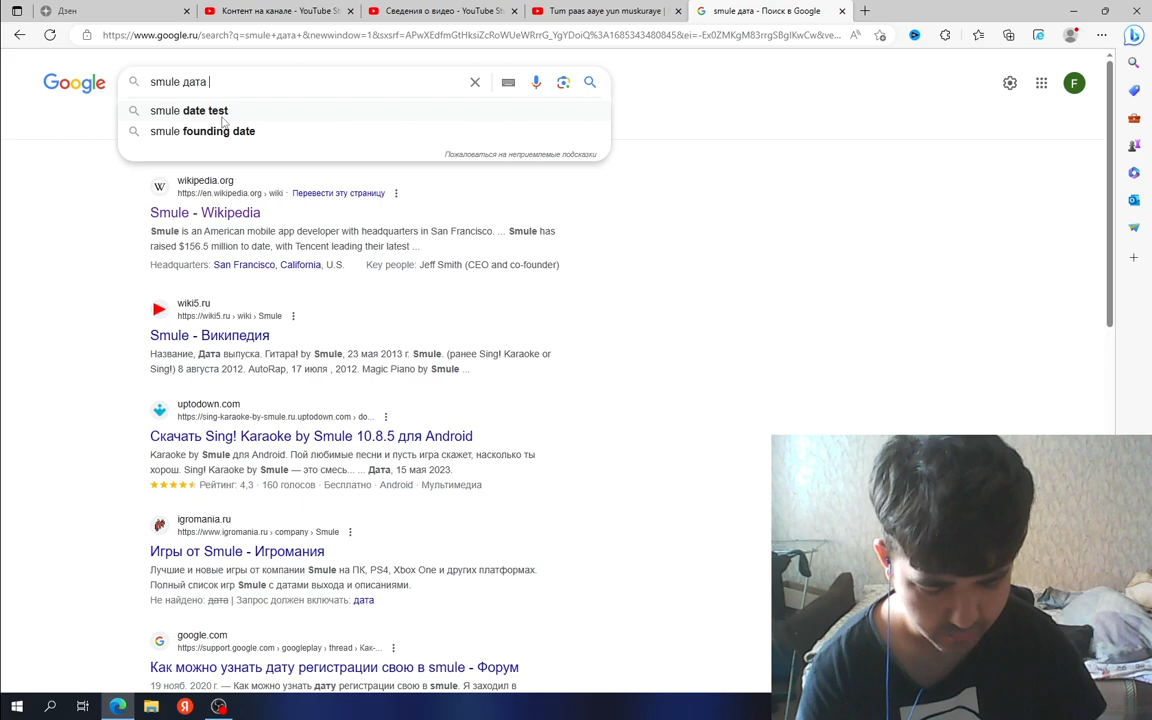 Дзен
Контент на канале - YouTube St
Сведения о видео - YouTube St
Tum paas aaye yun muskuraye |
smule дата - Поиск в Google
https://www.google.ru/search?q=smule+дата+&newwindow=1&sxsrf=APwXEdfmGtHksiZcRoWUeWRrrG_YgYDoiQ%3A1685343480845&ei=-Ex0ZMKgM83rrgSBgIKwCw&ve...
Google
smule дата
F
smule date test
smule founding date
Пожаловаться на неприемлемые подсказки
W
wikipedia.org
https://en.wikipedia.org › wiki · Перевести эту страницу
Smule - Wikipedia
Smule is an American mobile app developer with headquarters in San Francisco. ... Smule has
raised $156.5 million to date, with Tencent leading their latest ...
Headquarters: San Francisco, California, U.S. Key people: Jeff Smith (CEO and co-founder)
wiki5.ru
https://wiki5.ru › wiki › Smule
Smule - Википедия
Название, Дата выпуска. Гитара! by Smule, 23 мая 2013 г. Smule. (ранее Sing! Karaoke or
Sing!) 8 августа 2012. AutoRap, 17 июля , 2012. Magic Piano by Smule ...
uptodown.com
https://sing-karaoke-by-smule.ru.uptodown.com › do...
Скачать Sing! Karaoke by Smule 10.8.5 для Android
Karaoke by Smule для Android. Пой любимые песни и пусть игра скажет, насколько ты
хорош. Sing! Karaoke by Smule — это смесь... ... Дата, 15 мая 2023.
Рейтинг: 4,3 · 160 голосов · Бесплатно · Android · Мультимедиа
igromania.ru
https://www.igromania.ru › company › Smule
Игры от Smule - Игромания
Лучшие и новые игры от компании Smule на ПК, PS4, Xbox One и других платформах.
Полный список игр Smule с датами выхода и описаниями.
Не найдено: дата | Запрос должен включать: дата
google.com
https://support.google.com › googleplay › thread › Как-...
Как можно узнать дату регистрации свою в smule - Форум
19 нояб. 2020 г. — Как можно узнать дату регистрации свою в smule. Я заходил в
Я